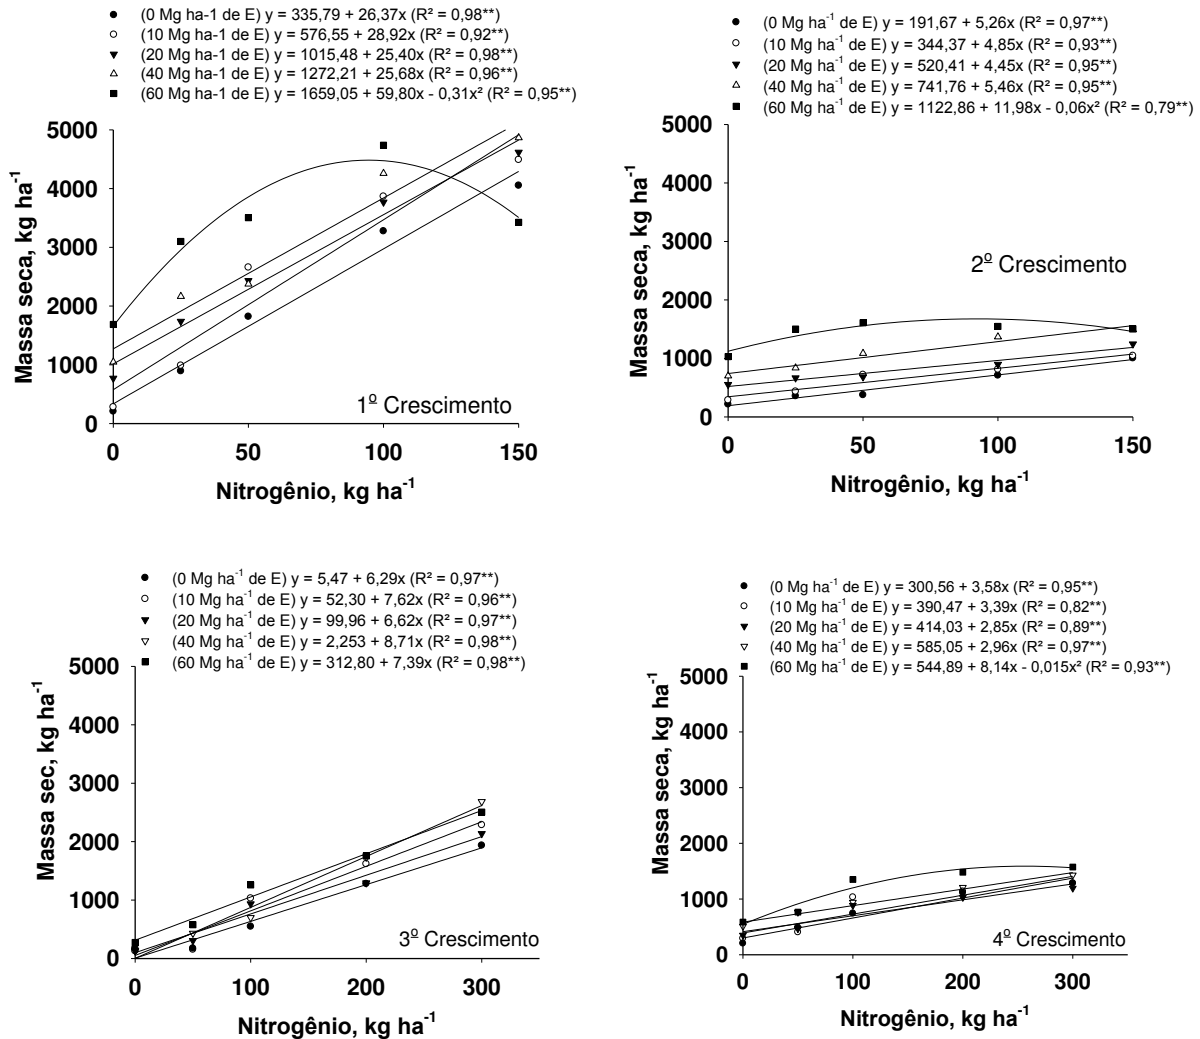 (0 Mg ha-1 de E) y = 335,79 + 26,37x (R² = 0,98**)
(10 Mg ha-1 de E) y = 576,55 + 28,92x (R² = 0,92**)
(20 Mg ha-1 de E) y = 1015,48 + 25,40x (R² = 0,98**)
(40 Mg ha-1 de E) y = 1272,21 + 25,68x (R² = 0,96**)
(60 Mg ha-1 de E) y = 1659,05 + 59,80x - 0,31x² (R² = 0,95**)
5000
4000
3000
2000
1000
0
Massa seca, kg ha⁻¹
1º Crescimento
0 50 100 150
Nitrogênio, kg ha⁻¹
(0 Mg ha⁻¹ de E) y = 191,67 + 5,26x (R² = 0,97**)
(10 Mg ha⁻¹ de E) y = 344,37 + 4,85x (R² = 0,93**)
(20 Mg ha⁻¹ de E) y = 520,41 + 4,45x (R² = 0,95**)
(40 Mg ha⁻¹ de E) y = 741,76 + 5,46x (R² = 0,95**)
(60 Mg ha⁻¹ de E) y = 1122,86 + 11,98x - 0,06x² (R² = 0,79**)
5000
4000
3000
2000
1000
0
Massa seca, kg ha⁻¹
2º Crescimento
0 50 100 150
Nitrogênio, kg ha⁻¹
(0 Mg ha⁻¹ de E) y = 5,47 + 6,29x (R² = 0,97**)
(10 Mg ha⁻¹ de E) y = 52,30 + 7,62x (R² = 0,96**)
(20 Mg ha⁻¹ de E) y = 99,96 + 6,62x (R² = 0,97**)
(40 Mg ha⁻¹ de E) y = 2,253 + 8,71x (R² = 0,98**)
(60 Mg ha⁻¹ de E) y = 312,80 + 7,39x (R² = 0,98**)
5000
4000
3000
2000
1000
0
Massa sec, kg ha⁻¹
3º Crescimento
0 100 200 300
Nitrogênio, kg ha⁻¹
(0 Mg ha⁻¹ de E) y = 300,56 + 3,58x (R² = 0,95**)
(10 Mg ha⁻¹ de E) y = 390,47 + 3,39x (R² = 0,82**)
(20 Mg ha⁻¹ de E) y = 414,03 + 2,85x (R² = 0,89**)
(40 Mg ha⁻¹ de E) y = 585,05 + 2,96x (R² = 0,97**)
(60 Mg ha⁻¹ de E) y = 544,89 + 8,14x - 0,015x² (R² = 0,93**)
5000
4000
3000
2000
1000
0
Massa seca, kg ha⁻¹
4º Crescimento
0 100 200 300
Nitrogênio, kg ha⁻¹